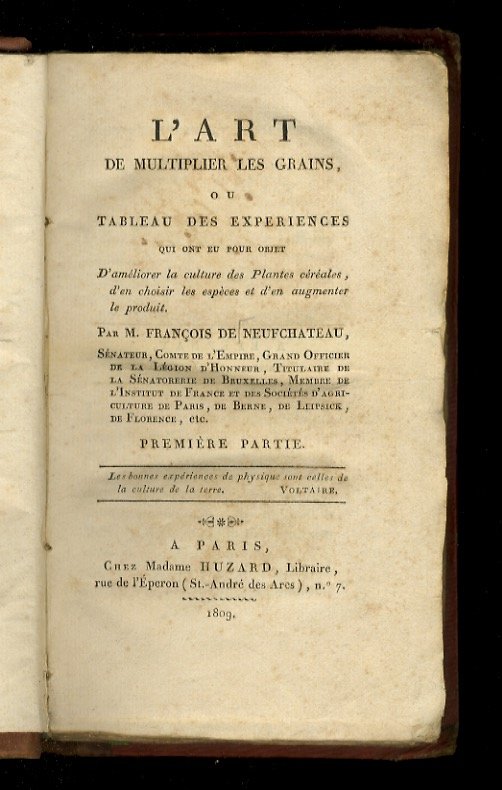 L'ART
DE MULTIPLIER LES GRAINS,
OU
TABLEAU DES EXPERIENCES
QUI ONT EU POUR OBJET
D'améliorer la culture des Plantes céréales,
d'en choisir les espèces et d'en augmenter
le produit.
PAR M. FRANÇOIS DE NEUFCHATEAU,
SÉNATEUR, COMTE DE L'EMPIRE, GRAND OFFICIER
DE LA LÉGION D'HONNEUR, TITULAIRE DE
LA SÉNATORERIE DE BRUXELLES, MEMBRE DE
L'INSTITUT DE FRANCE ET DES SOCIÉTÉS D'AGRI-
CULTURE DE PARIS, DE BERNE, DE LEIPSICK,
DE FLORENCE, etc.
PREMIÈRE PARTIE.
Les bonnes expériences de physique sont celles de
la culture de la terre. VOLTAIRE,
A PARIS,
CHEZ Madame HUZARD, Libraire,
rue de l'Éperon (St.-André des Arcs), n.° 7.
1809.